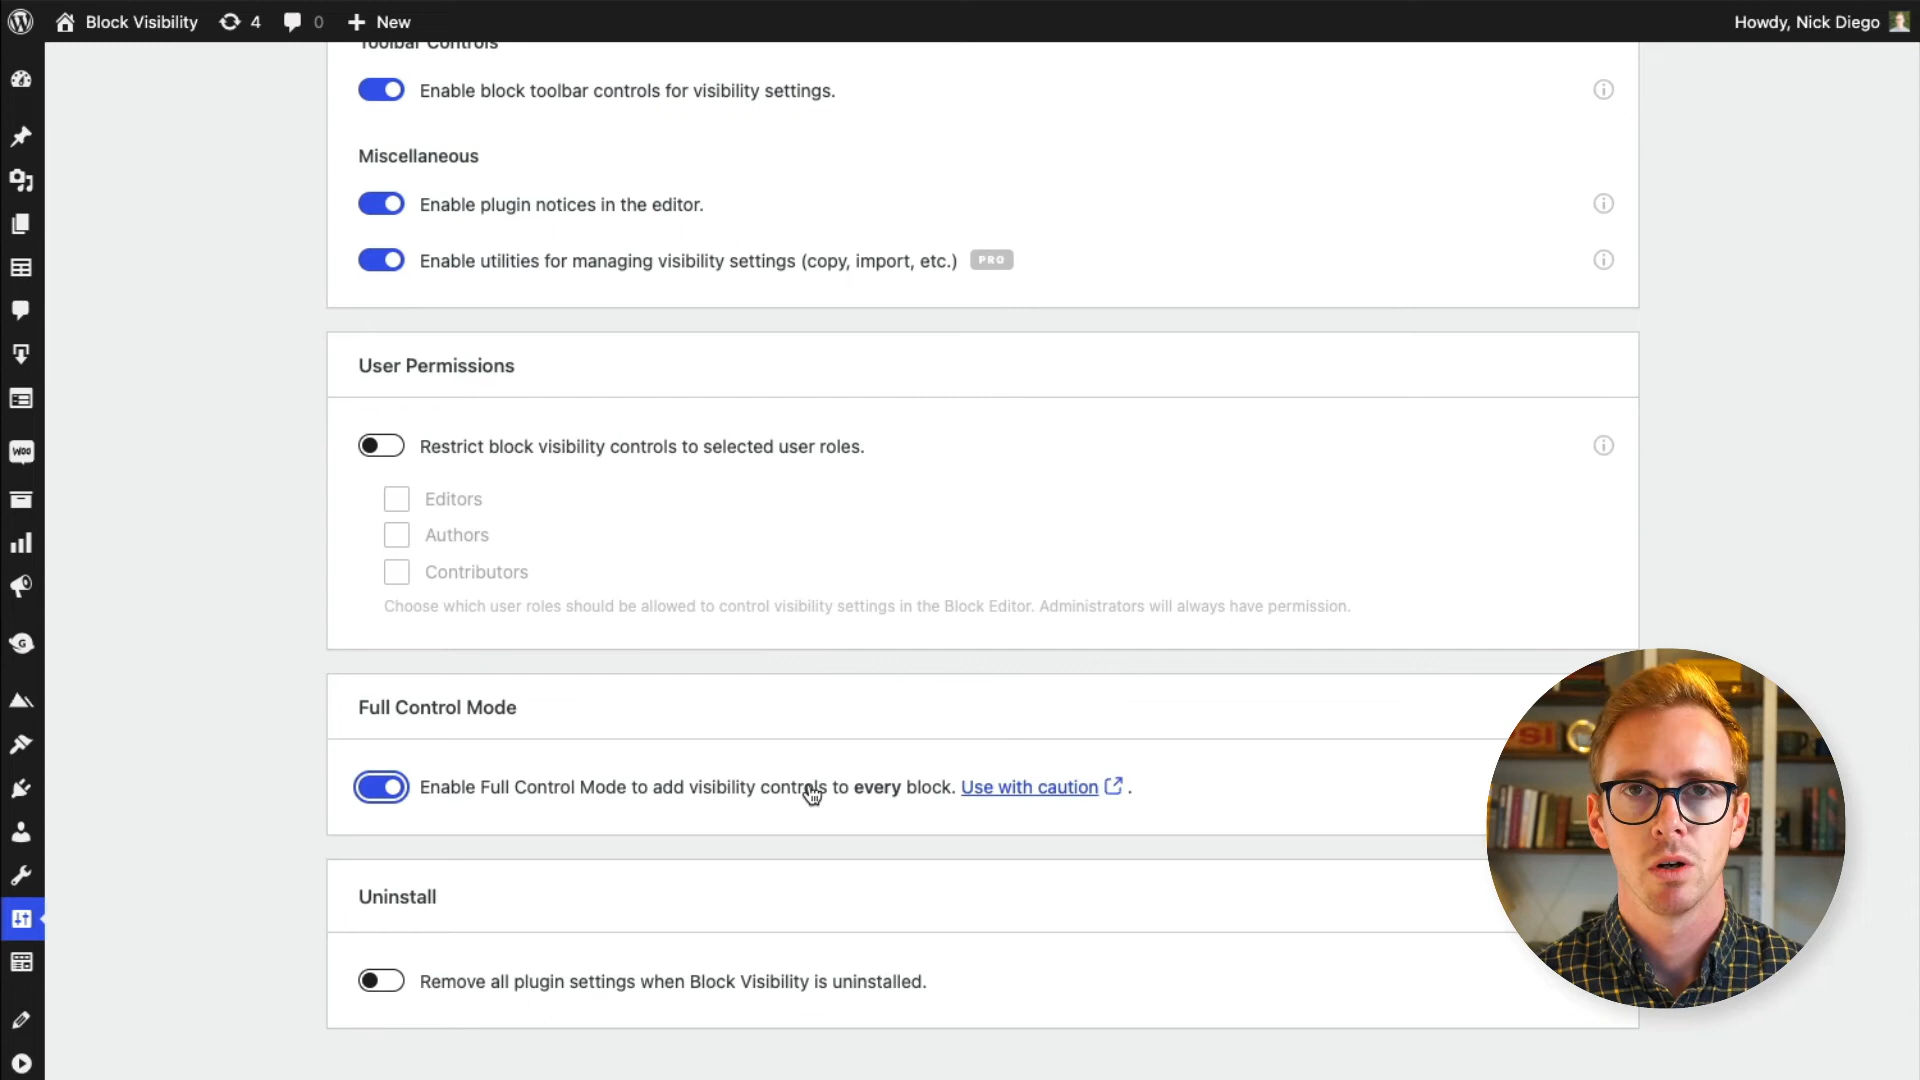 Block Visibility
4
0
New
Howdy, Nick Diego
Toolbar Controls
Enable block toolbar controls for visibility settings.
Miscellaneous
Enable plugin notices in the editor.
Enable utilities for managing visibility settings (copy, import, etc.) PRO
User Permissions
Restrict block visibility controls to selected user roles.
Editors
Authors
Contributors
Choose which user roles should be allowed to control visibility settings in the Block Editor. Administrators will always have permission.
Full Control Mode
Enable Full Control Mode to add visibility controls to every block. Use with caution .
Uninstall
Remove all plugin settings when Block Visibility is uninstalled.
WOO